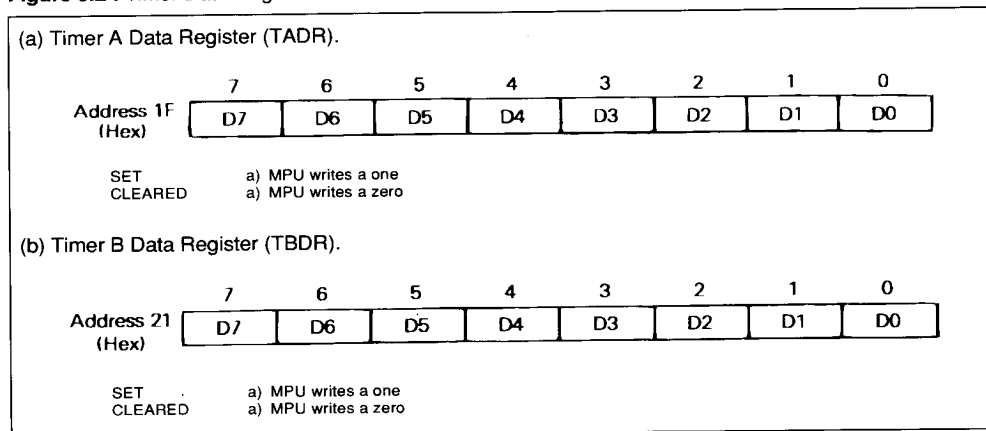 (a) Timer A Data Register (TADR).
7 6 5 4 3 2 1 0
Address 1F D7 D6 D5 D4 D3 D2 D1 D0
(Hex)
SET a) MPU writes a one
CLEARED a) MPU writes a zero
(b) Timer B Data Register (TBDR).
7 6 5 4 3 2 1 0
Address 21 D7 D6 D5 D4 D3 D2 D1 D0
(Hex)
SET a) MPU writes a one
CLEARED a) MPU writes a zero